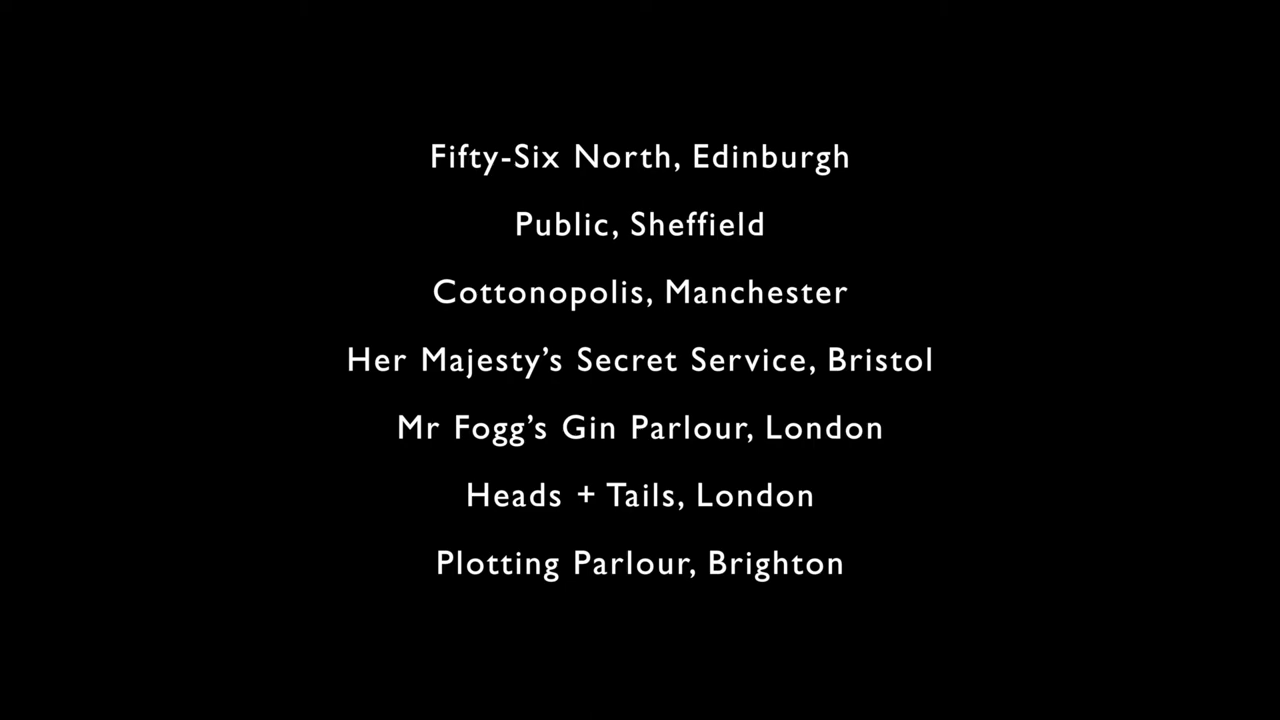 Fifty-Six North, Edinburgh
Public, Sheffield
Cottonopolis, Manchester
Her Majesty’s Secret Service, Bristol
Mr Fogg’s Gin Parlour, London
Heads + Tails, London
Plotting Parlour, Brighton